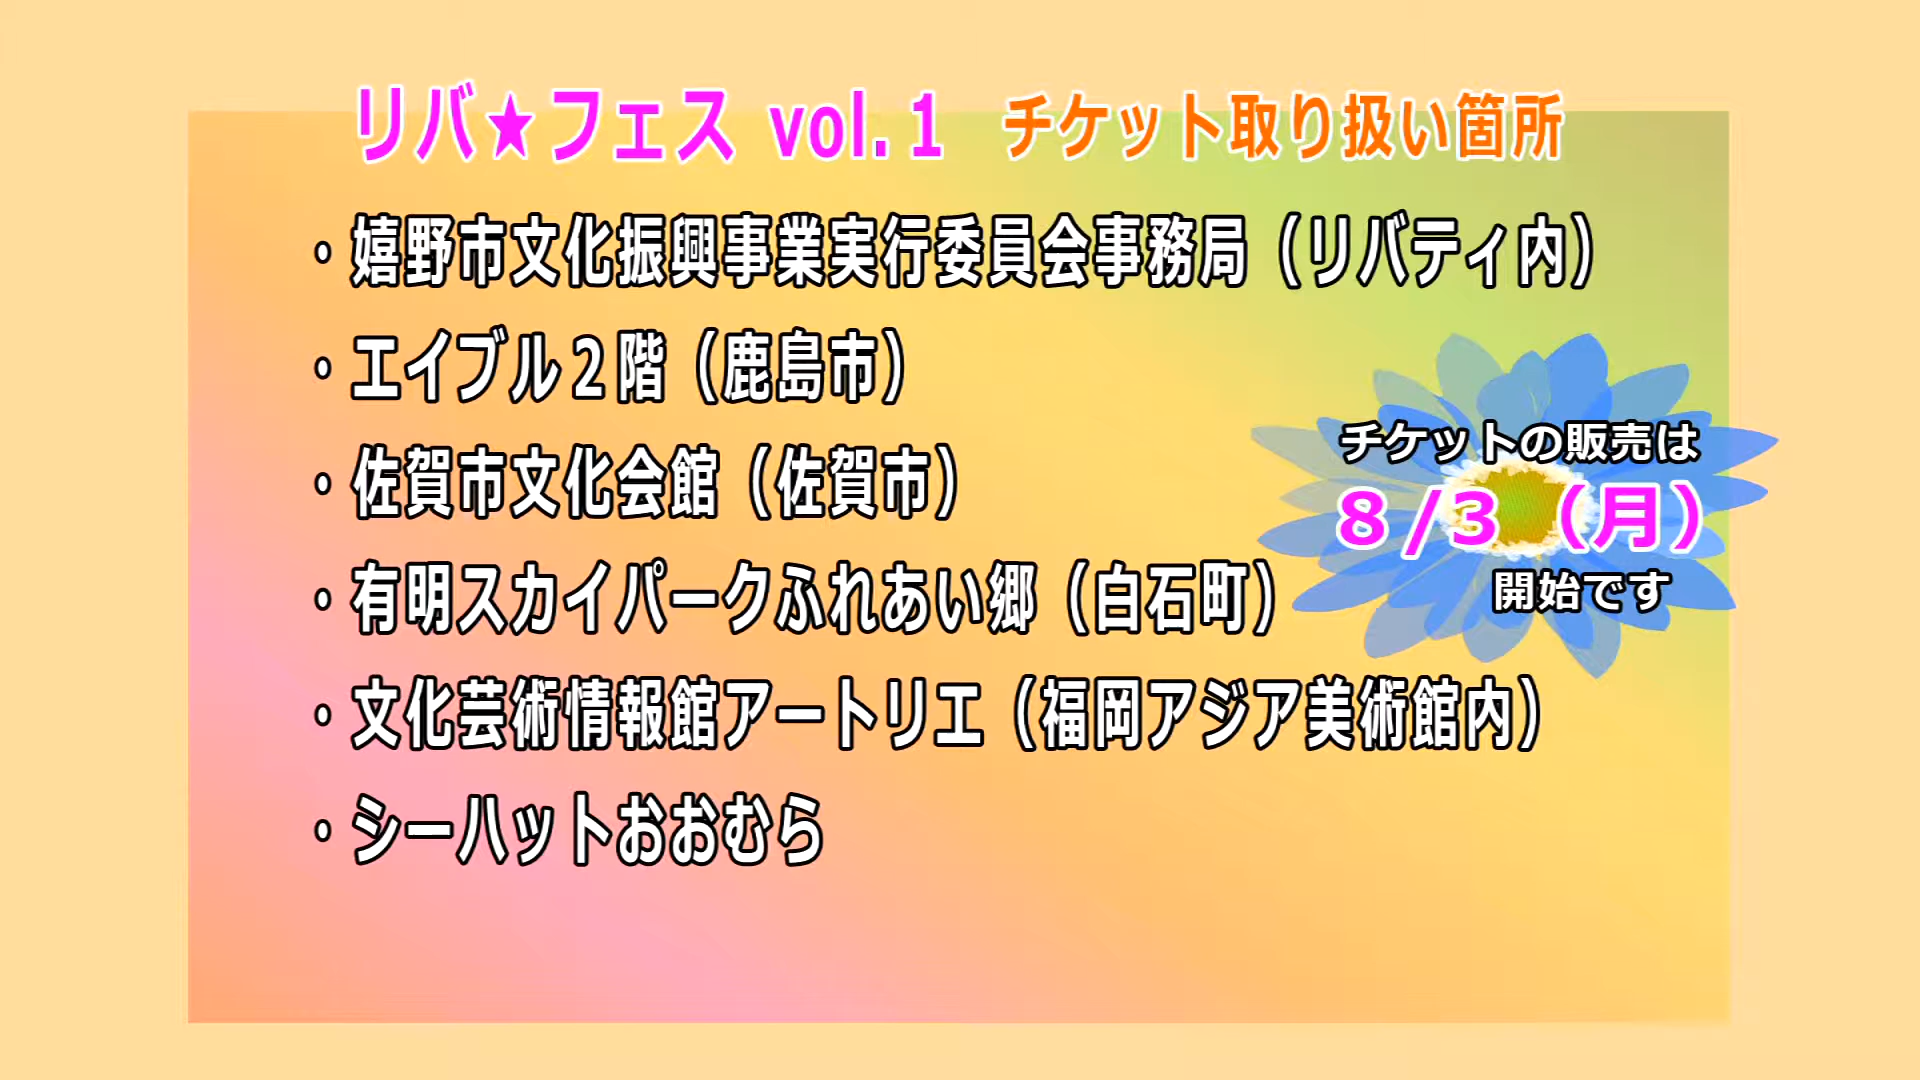 リバ★フェス vol.1 チケット取り扱い箇所
・嬉野市文化振興事業実行委員会事務局（リバティ内）
・エイブル２階（鹿島市）
・佐賀市文化会館（佐賀市）
・有明スカイパークふれあい郷（白石町）
・文化芸術情報館アートリエ（福岡アジア美術館内）
・シーハットおおむら
チケットの販売は
８/３（月）
開始です